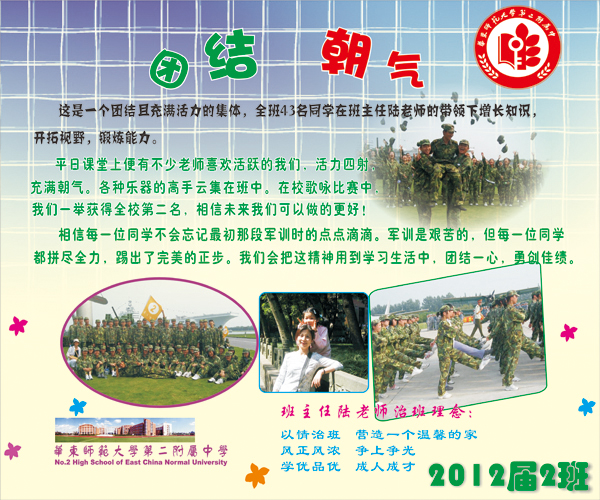 团结 朝气
华东师范大学第二附属中学
这是一个团结且充满活力的集体，全班43名同学在班主任陆老师的带领下增长知识，
开拓视野，锻炼能力。
平日课堂上便有不少老师喜欢活跃的我们，活力四射，
充满朝气。各种乐器的高手云集在班中。在校歌咏比赛中，
我们一举获得全校第二名，相信未来我们可以做的更好！
相信每一位同学不会忘记最初那段军训时的点点滴滴。军训是艰苦的，但每一位同学
都拼尽全力，踢出了完美的正步。我们会把这精神用到学习生活中，团结一心，勇创佳绩。
班主任陆老师治班理念：
以情治班 营造一个温馨的家
风正风浓 争上争光
学优品优 成人成才
華東師範大學第二附屬中學
No.2 High School of East China Normal University
2012届2班